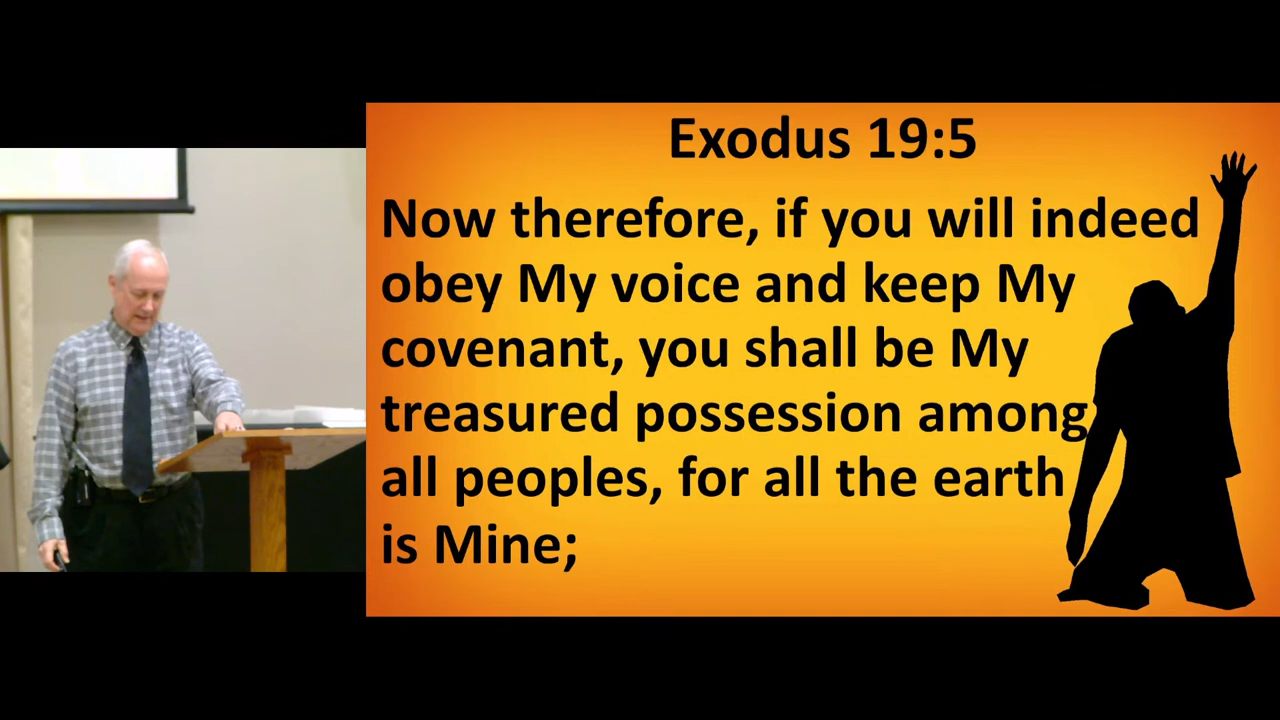 Exodus 19:5
Now therefore, if you will indeed
obey My voice and keep My
covenant, you shall be My
treasured possession among
all peoples, for all the earth
is Mine;